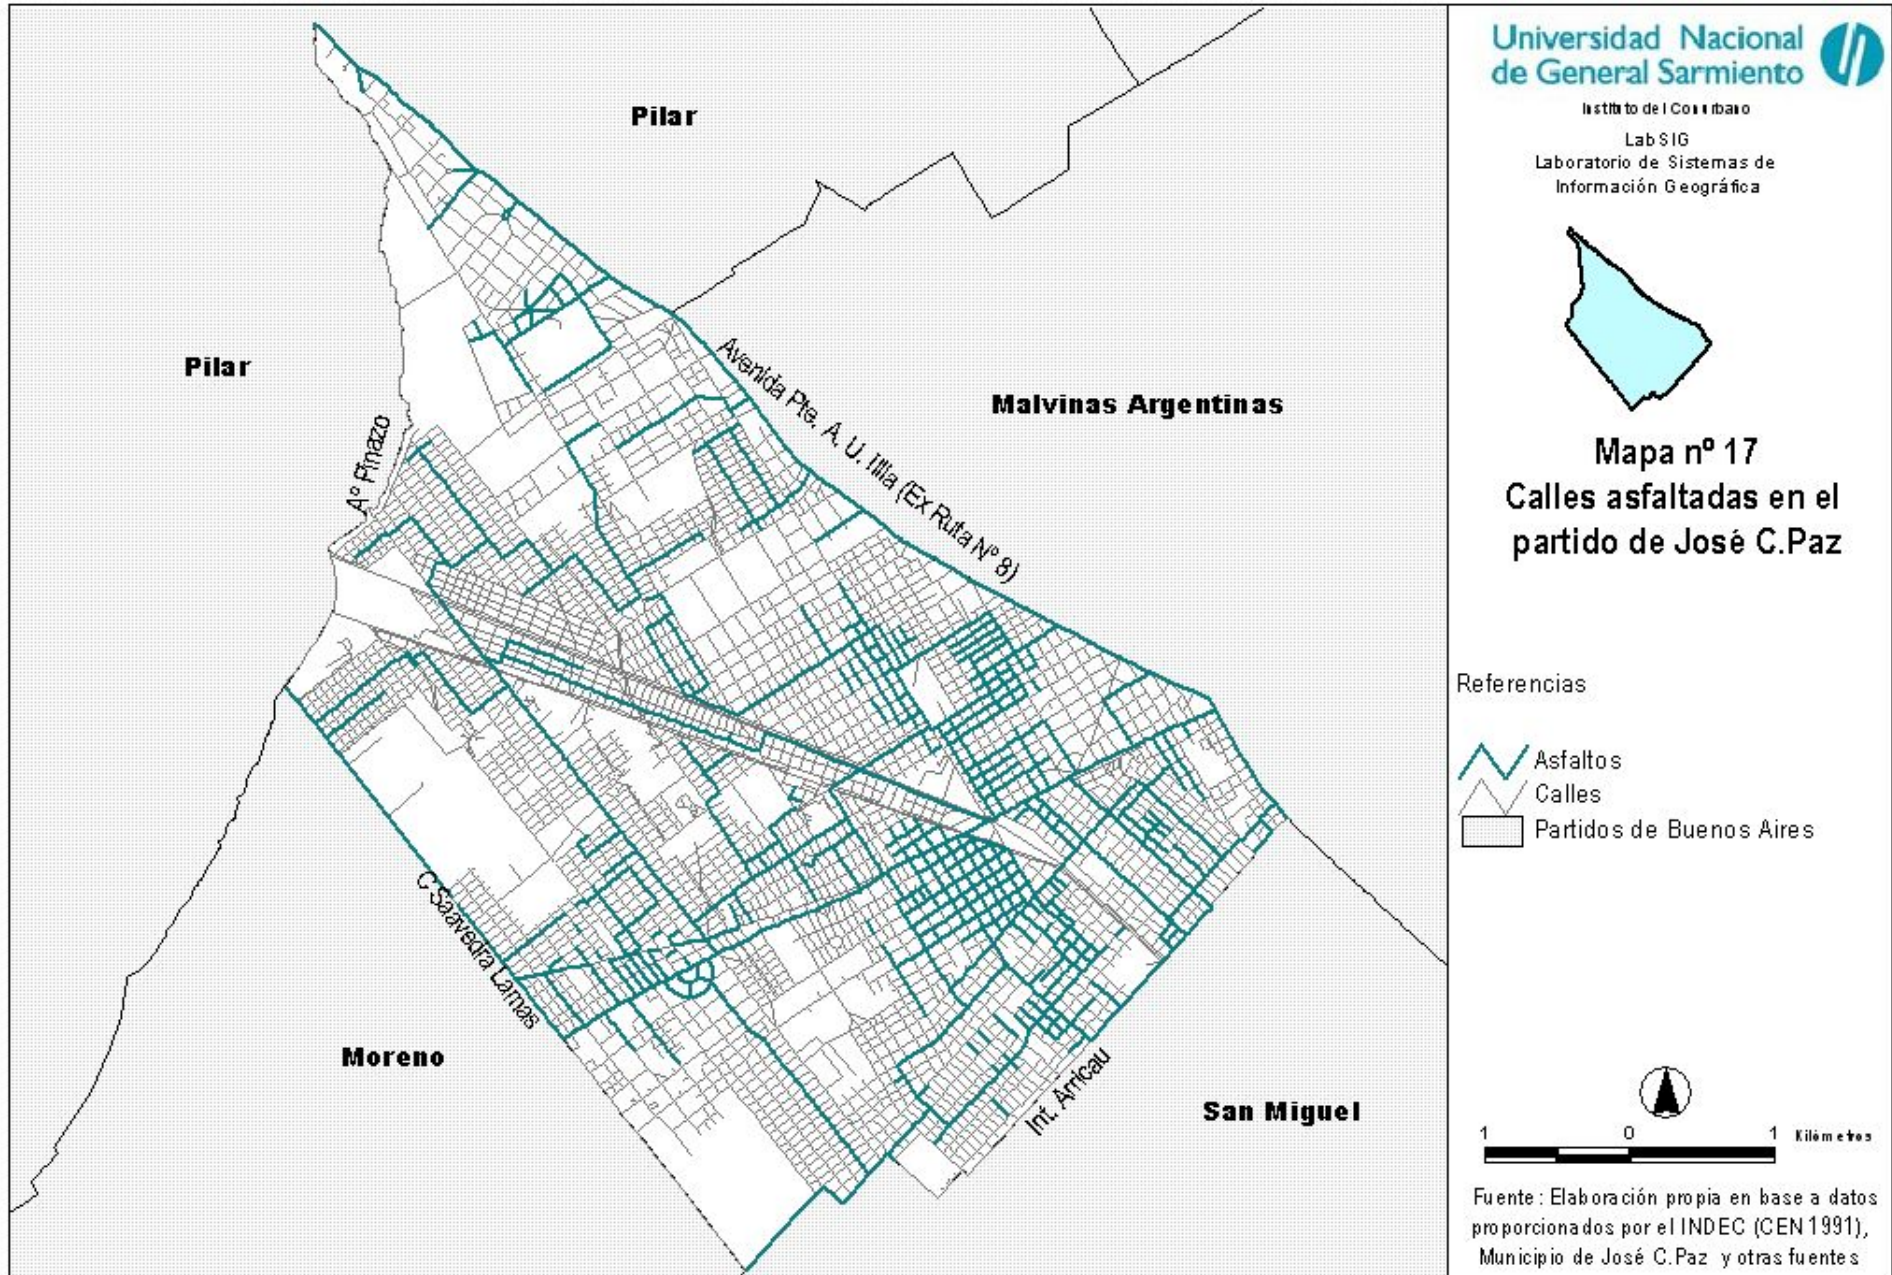 Pilar
Pilar
Malvinas Argentinas
Moreno
San Miguel
Avenida Pte. A. U. Illia (Ex Ruta Nº 8)
Aº Pinazo
C Saavedra Lamas
Int. Arricau
Universidad Nacional
de General Sarmiento
Instituto del Conurbano
LabSIG
Laboratorio de Sistemas de
Información Geográfica
Mapa nº 17
Calles asfaltadas en el
partido de José C.Paz
Referencias
Asfaltos
Calles
Partidos de Buenos Aires
1 0 1 Kilómetros
Fuente: Elaboración propia en base a datos
proporcionados por el INDEC (CEN 1991),
Municipio de José C.Paz y otras fuentes